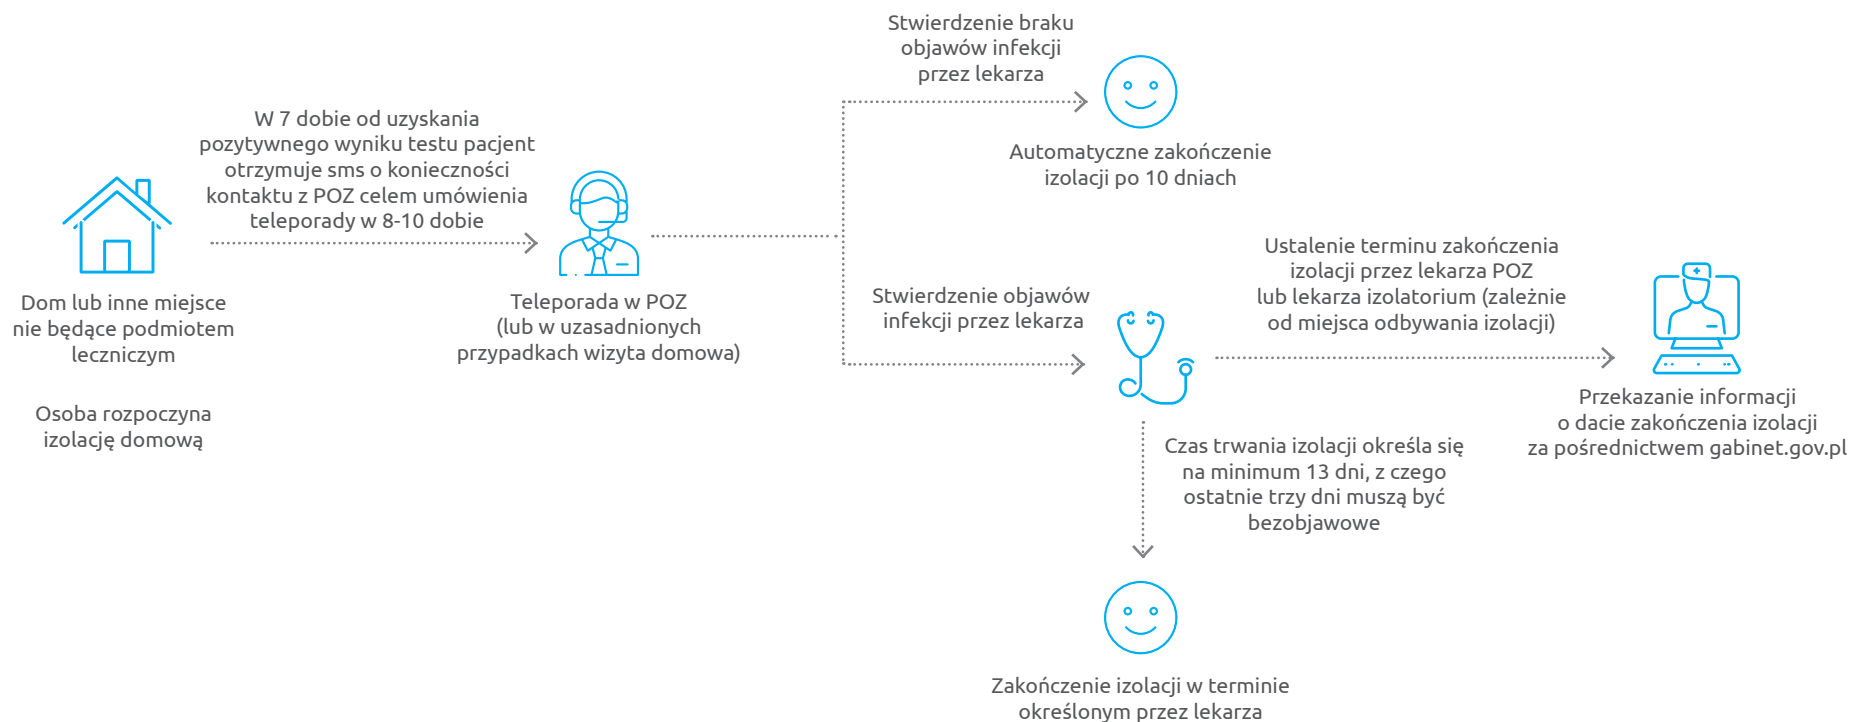 Dom lub inne miejsce
nie będące podmiotem
leczniczym
Osoba rozpoczyna
izolację domową
W 7 dobie od uzyskania
pozytywnego wyniku testu pacjent
otrzymuje sms o konieczności
kontaktu z POZ celem umówienia
teleporady w 8-10 dobie
Teleporada w POZ
(lub w uzasadnionych
przypadkach wizyta domowa)
Stwierdzenie braku
objawów infekcji
przez lekarza
Automatyczne zakończenie
izolacji po 10 dniach
Stwierdzenie objawów
infekcji przez lekarza
Ustalenie terminu zakończenia
izolacji przez lekarza POZ
lub lekarza izolatorium (zależnie
od miejsca odbywania izolacji)
Przekazanie informacji
o dacie zakończenia izolacji
za pośrednictwem gabinet.gov.pl
Czas trwania izolacji określa się
na minimum 13 dni, z czego
ostatnie trzy dni muszą być
bezobjawowe
Zakończenie izolacji w terminie
określonym przez lekarza